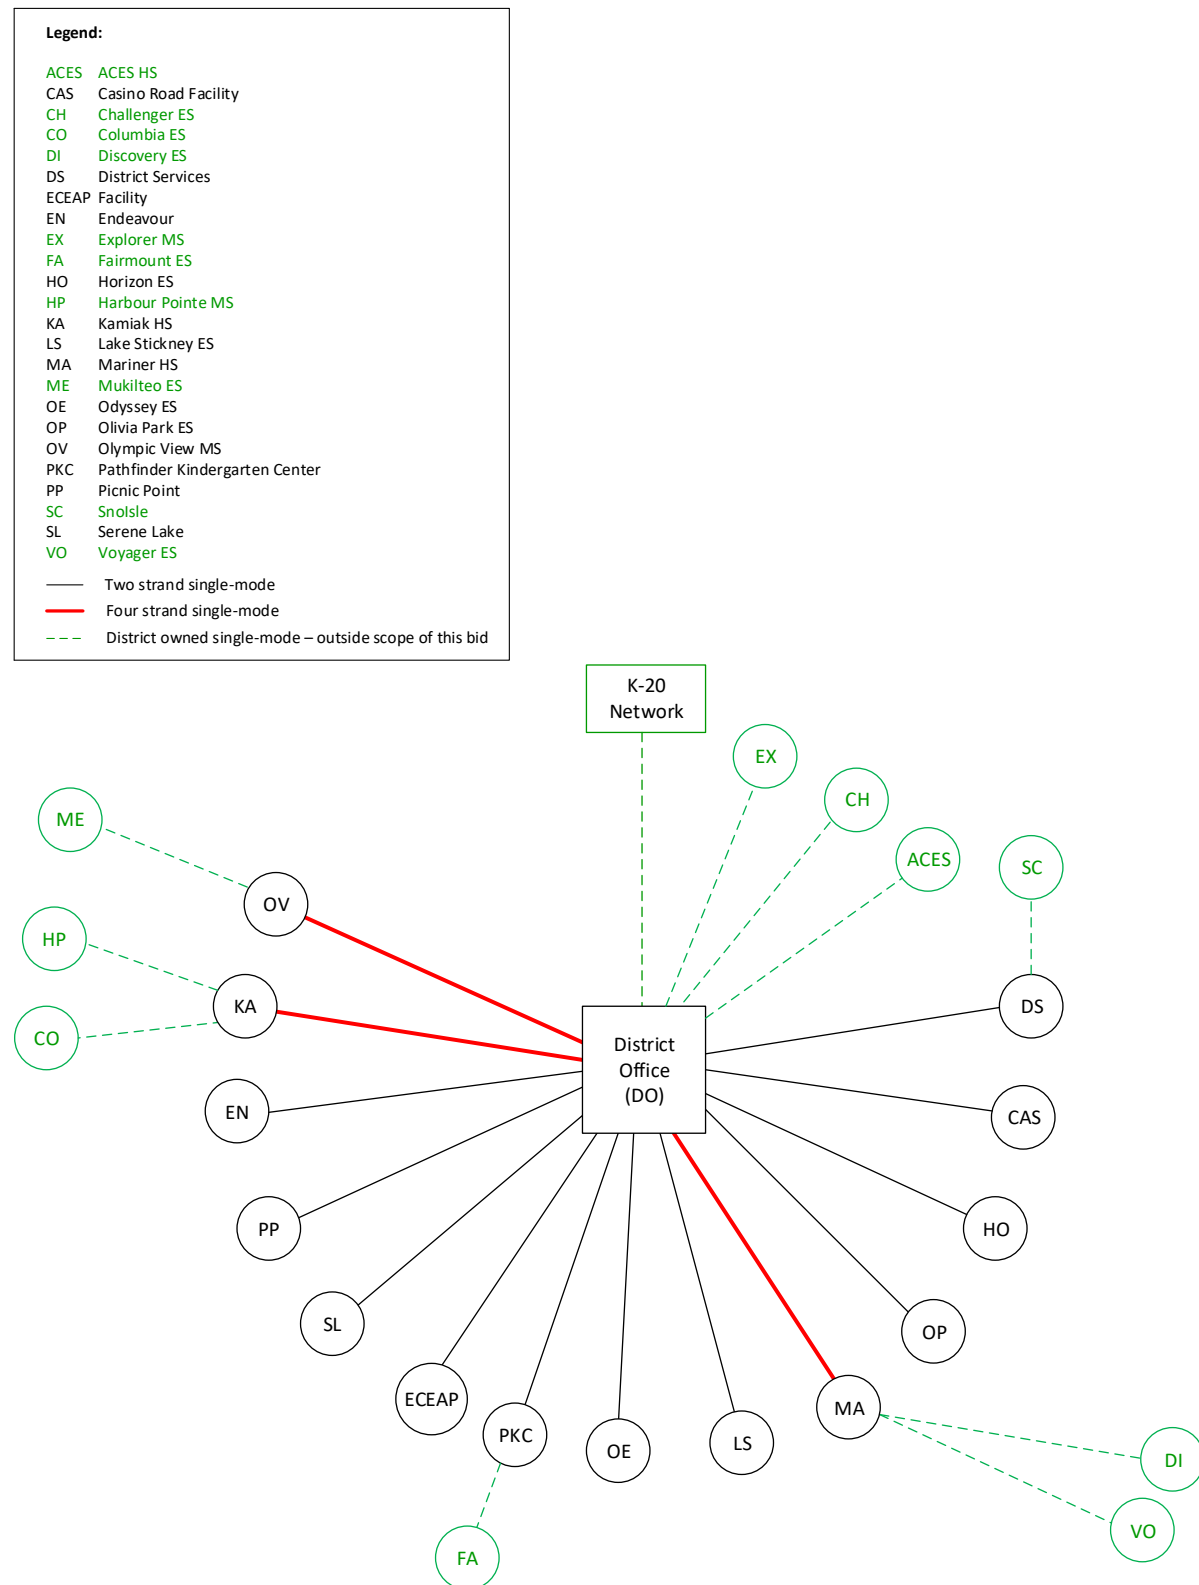 Legend:
ACES ACES HS
CAS Casino Road Facility
CH Challenger ES
CO Columbia ES
DI Discovery ES
DS District Services
ECEAP Facility
EN Endeavour
EX Explorer MS
FA Fairmount ES
HO Horizon ES
HP Harbour Pointe MS
KA Kamiak HS
LS Lake Stickney ES
MA Mariner HS
ME Mukilteo ES
OE Odyssey ES
OP Olivia Park ES
OV Olympic View MS
PKC Pathfinder Kindergarten Center
PP Picnic Point
SC SnoIsle
SL Serene Lake
VO Voyager ES
Two strand single-mode
Four strand single-mode
District owned single-mode – outside scope of this bid
K-20
Network
EX
CH
ME
ACES
SC
OV
HP
KA
DS
CO
District
Office
(DO)
EN
CAS
PP
HO
SL
OP
ECEAP
MA
PKC
LS
OE
DI
VO
FA